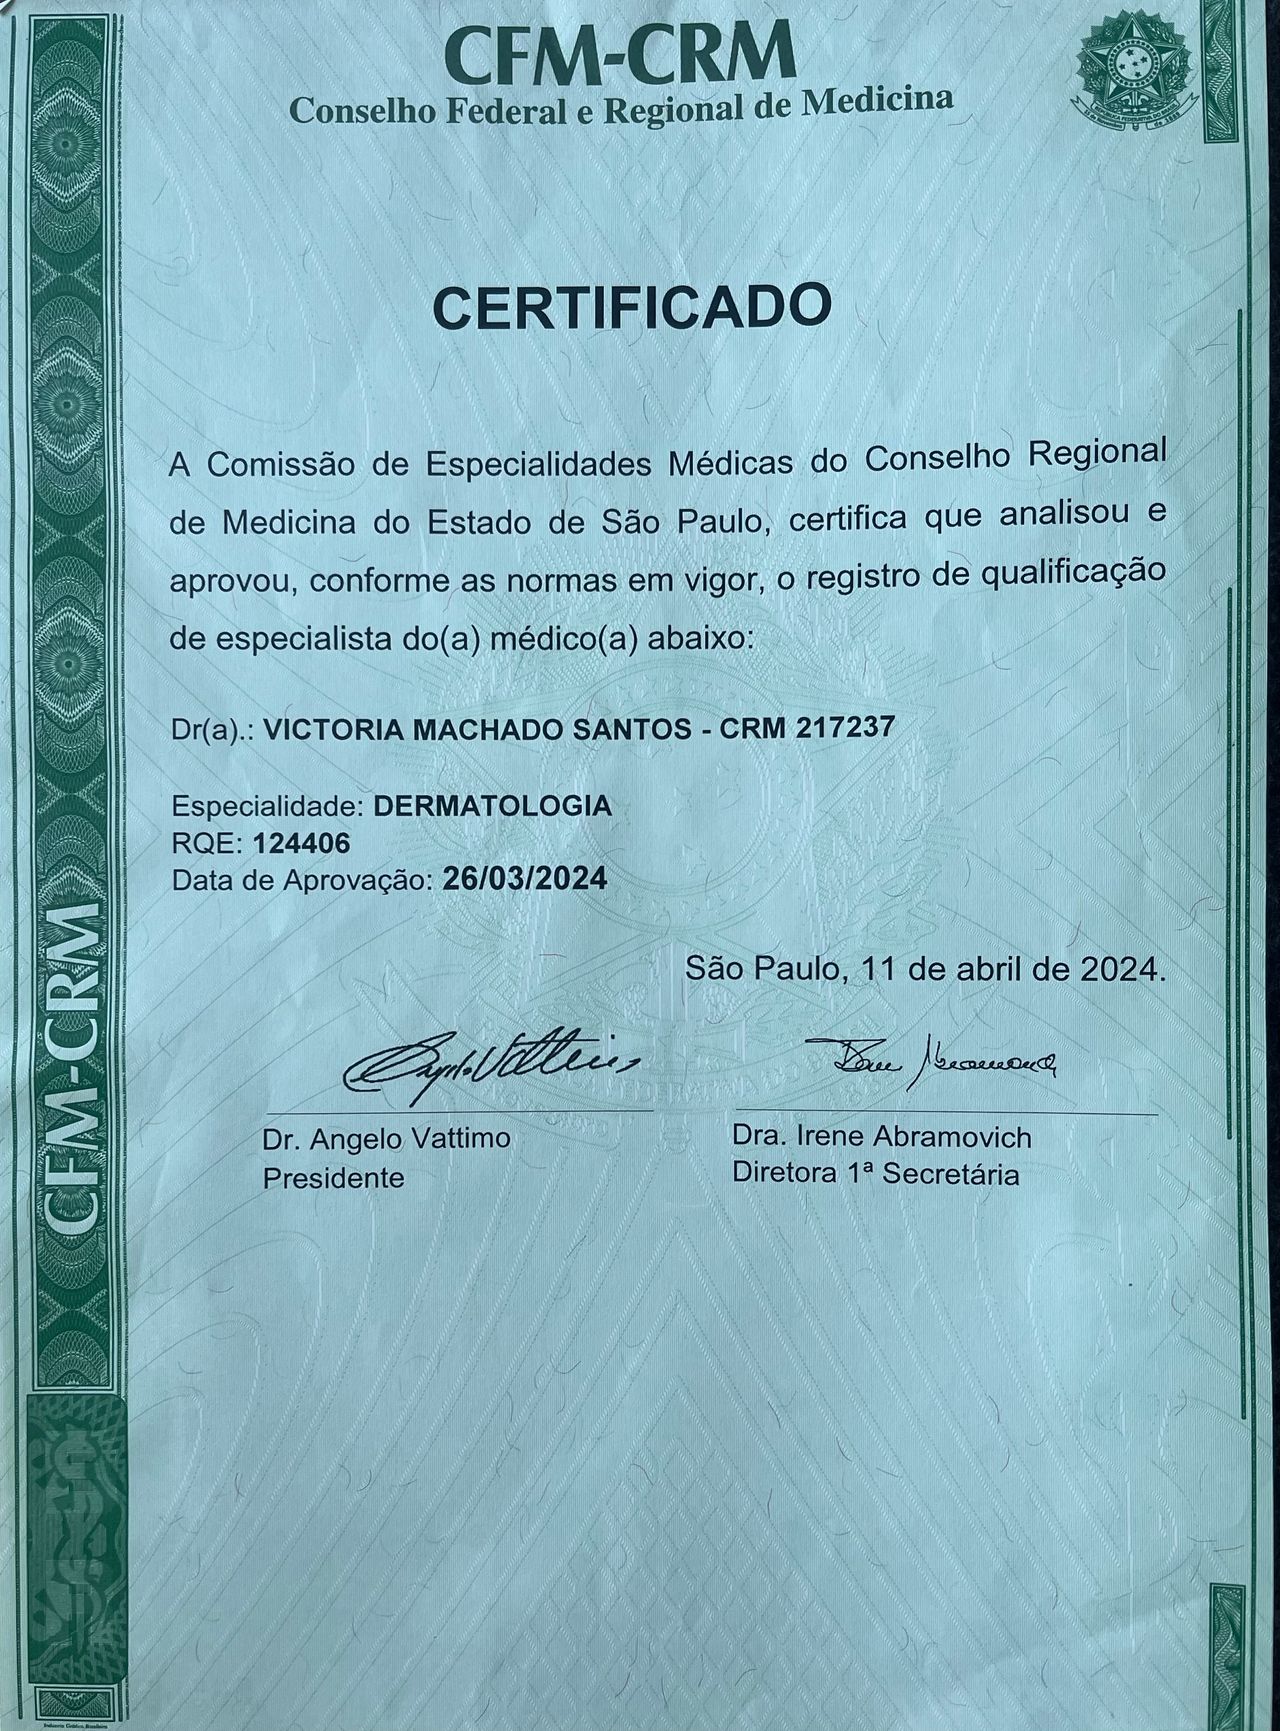 CFM-CRM
Conselho Federal e Regional de Medicina
CERTIFICADO
A Comissão de Especialidades Médicas do Conselho Regional
de Medicina do Estado de São Paulo, certifica que analisou e
aprovou, conforme as normas em vigor, o registro de qualificação
de especialista do(a) médico(a) abaixo:
Dr(a).: VICTORIA MACHADO SANTOS - CRM 217237
Especialidade: DERMATOLOGIA
RQE: 124406
Data de Aprovação: 26/03/2024
São Paulo, 11 de abril de 2024.
Dr. Angelo Vattimo
Presidente
Dra. Irene Abramovich
Diretora 1ª Secretária
CFM-CRM